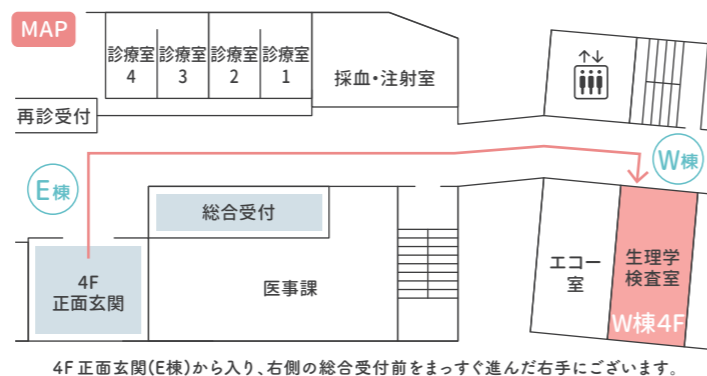 MAP
診療室
4
診療室
3
診療室
2
診療室
1
採血・注射室
再診受付
E棟
W棟
総合受付
4F
正面玄関
医事課
エコー
室
生理学
検査室
W棟4F
4F 正面玄関(E棟)から入り、右側の総合受付前をまっすぐ進んだ右手にございます。